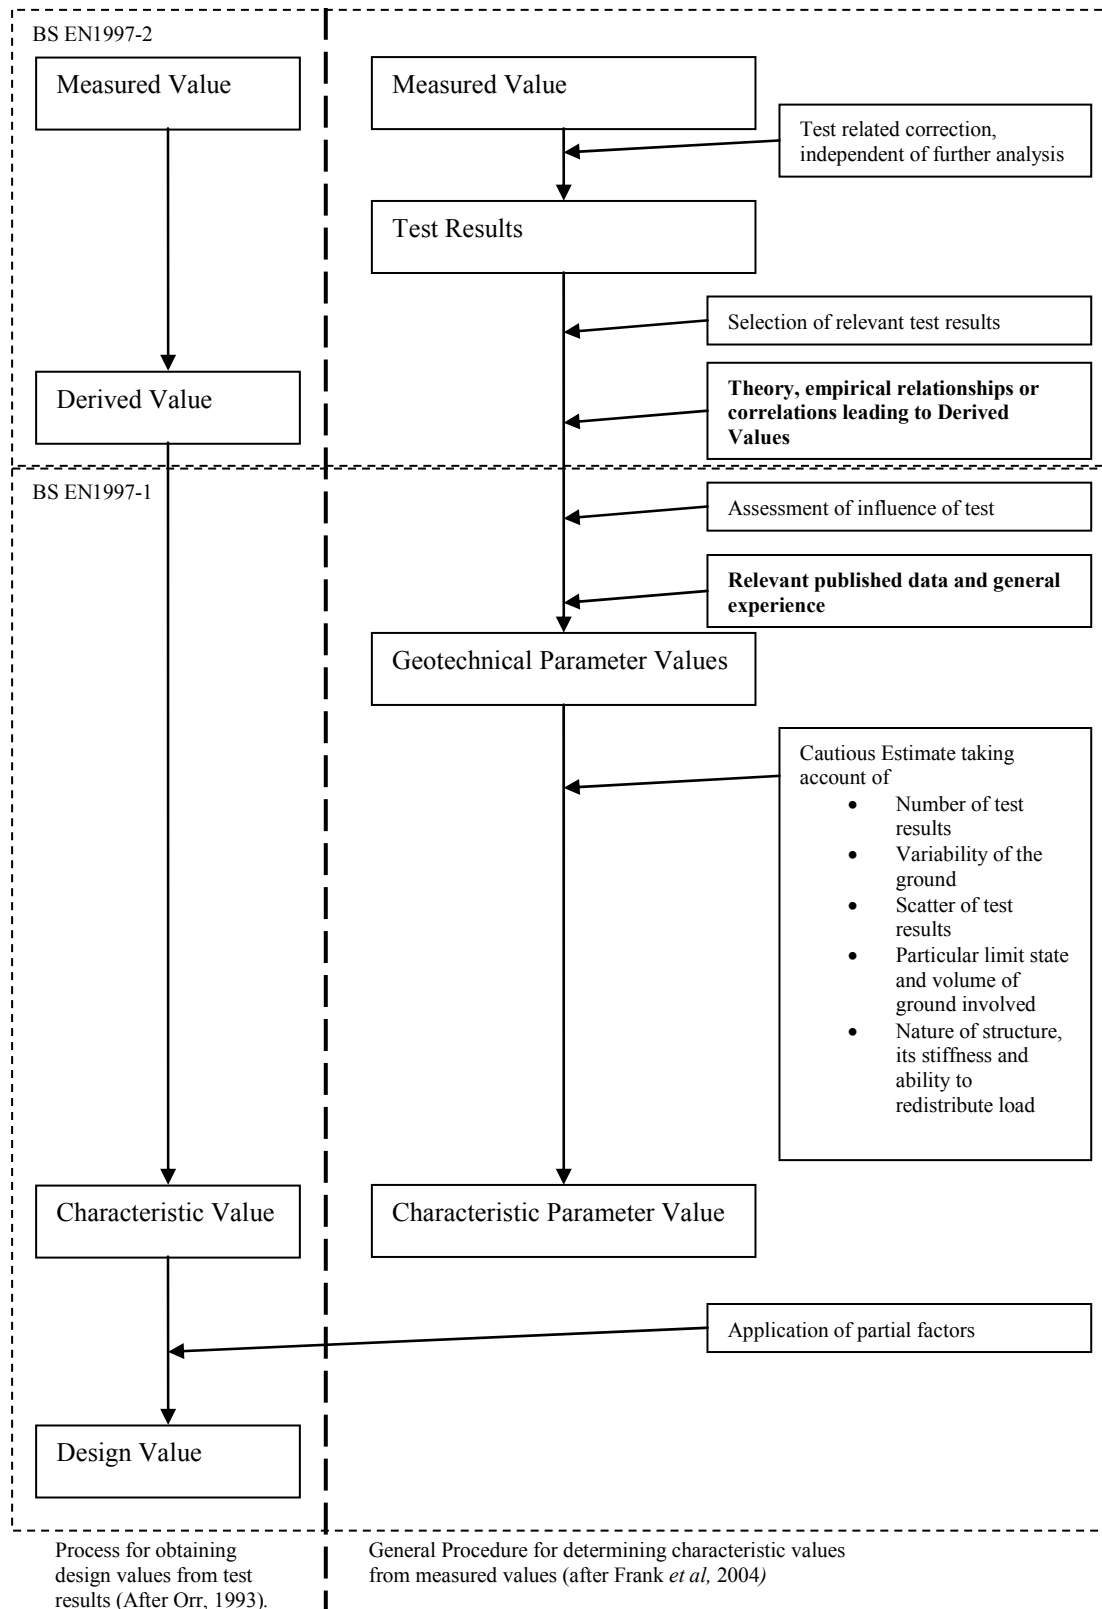 BS EN1997-2
Measured Value
Measured Value
Test related correction,
independent of further analysis
Test Results
Selection of relevant test results
Theory, empirical relationships or
correlations leading to Derived
Values
Derived Value
BS EN1997-1
Assessment of influence of test
Relevant published data and general
experience
Geotechnical Parameter Values
Cautious Estimate taking
account of
• Number of test
results
• Variability of the
ground
• Scatter of test
results
• Particular limit state
and volume of
ground involved
• Nature of structure,
its stiffness and
ability to
redistribute load
Characteristic Value
Characteristic Parameter Value
Application of partial factors
Design Value
Process for obtaining
design values from test
results (After Orr, 1993).
General Procedure for determining characteristic values
from measured values (after Frank et al, 2004)